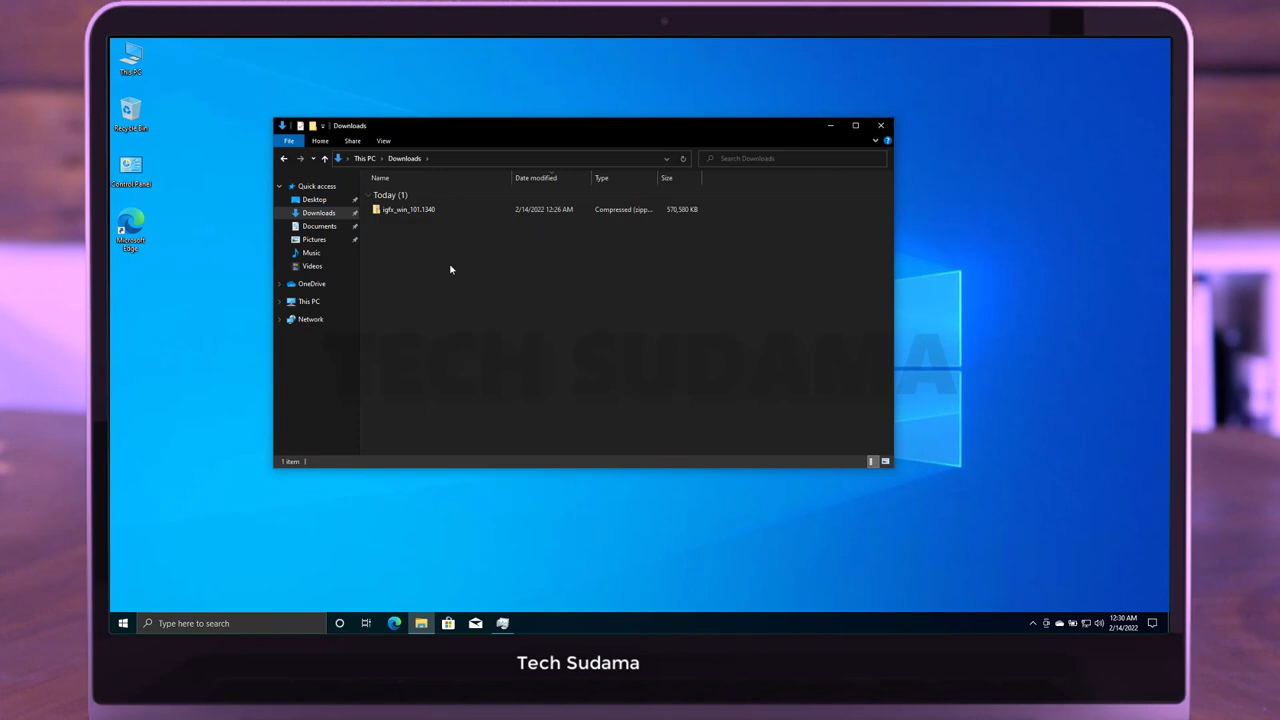 This PC
Recycle Bin
Control Panel
Microsoft
Edge
Downloads
File Home Share View
This PC Downloads
Search Downloads
Name Date modified Type Size
Quick access
Desktop
Downloads
Documents
Pictures
Music
Videos
OneDrive
This PC
Network
Today (1)
igfx_win_101.1340 2/14/2022 12:26 AM Compressed (zipp... 570,580 KB
TECH SUDAMA
1 item
Type here to search
12:30 AM
2/14/2022
Tech Sudama